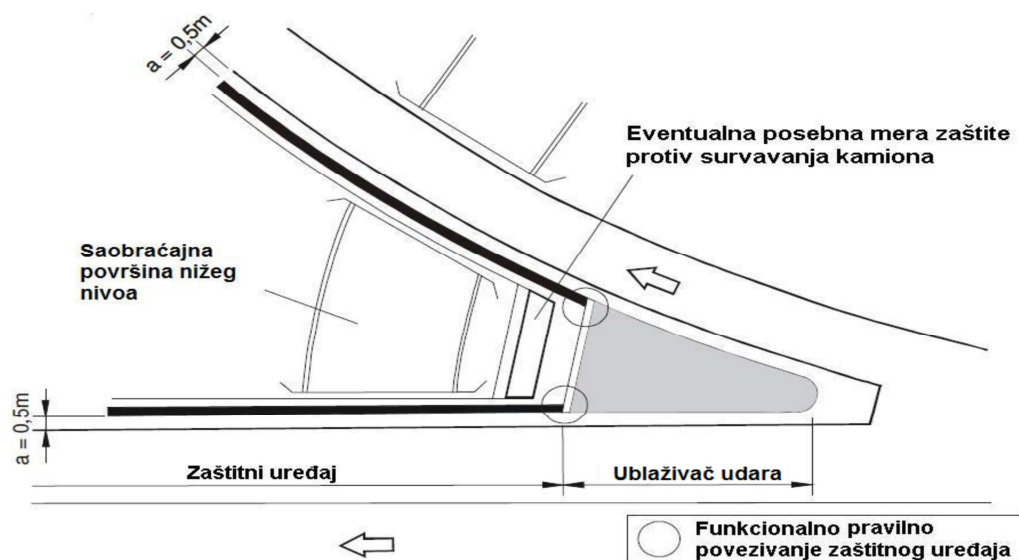 a = 0,5m
Eventualna posebna mera zaštite
protiv survavanja kamiona
Saobraćajna
površina nižeg
nivoa
a = 0,5m
Zaštitni uređaj
Ublaživač udara
Funkcionalno pravilno
povezivanje zaštitnog uređaja